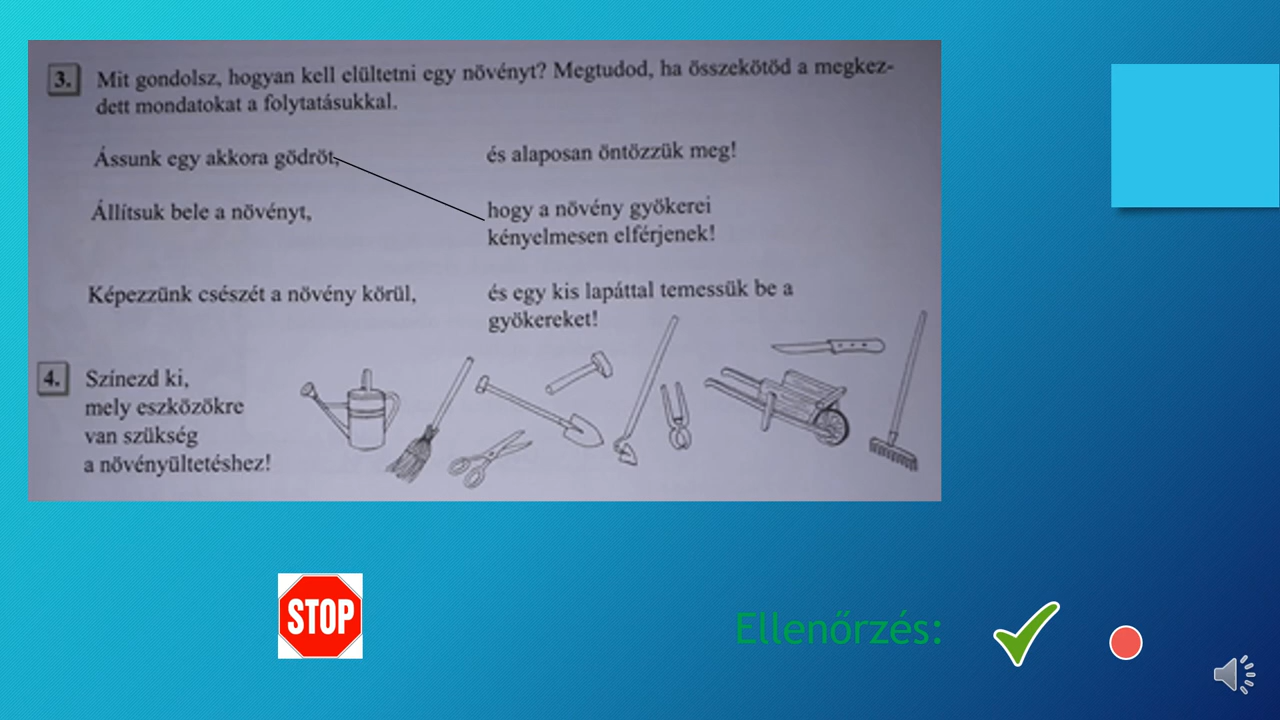 3. Mit gondolsz, hogyan kell elültetni egy növényt? Megtudod, ha összekötöd a megkez-
dett mondatokat a folytatásukkal.
Ássunk egy akkora gödröt,
és alaposan öntözzük meg!
Állítsuk bele a növényt,
hogy a növény gyökerei
kényelmesen elférjenek!
Képezzünk csészét a növény körül,
és egy kis lapáttal temessük be a
gyökereket!
4. Színezd ki,
mely eszközökre
van szükség
a növényültetéshez!
STOP
Ellenőrzés: